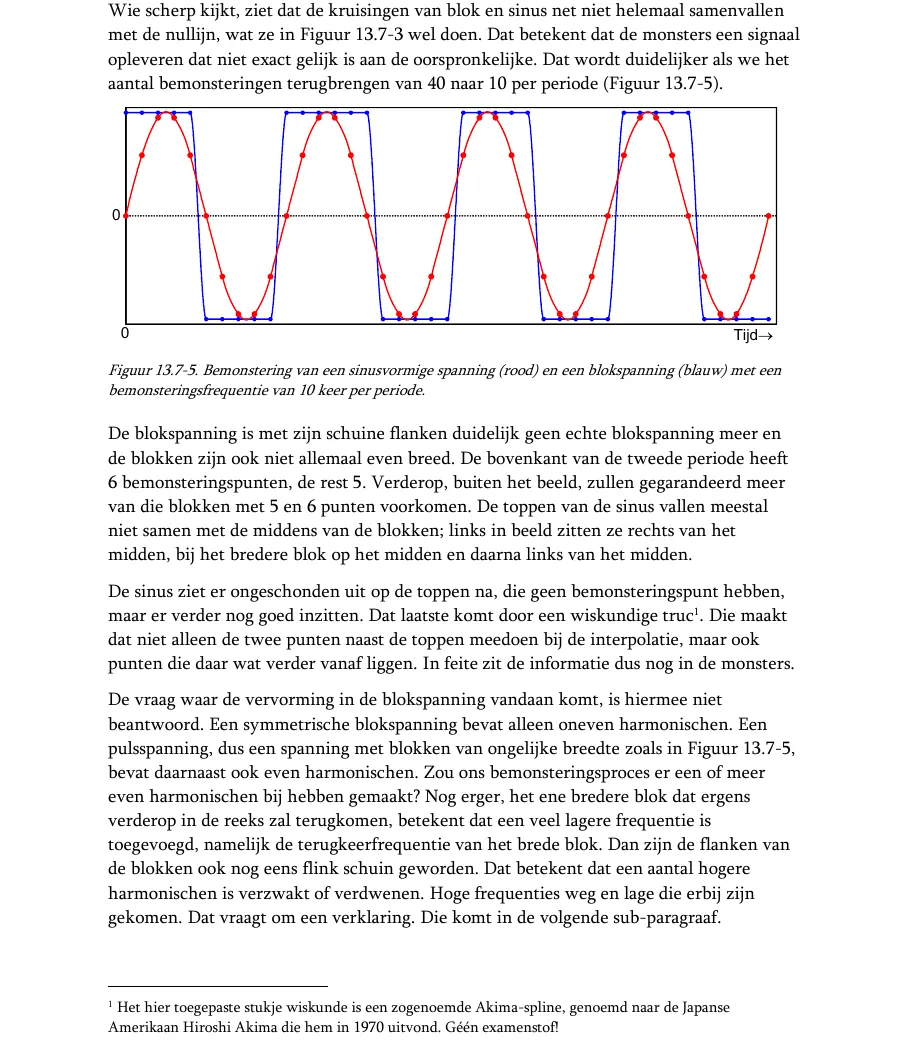 Wie scherp kijkt, ziet dat de kruisingen van blok en sinus net niet helemaal samenvallen
met de nullijn, wat ze in Figuur 13.7-3 wel doen. Dat betekent dat de monsters een signaal
opleveren dat niet exact gelijk is aan de oorspronkelijke. Dat wordt duidelijker als we het
aantal bemonsteringen terugbrengen van 40 naar 10 per periode (Figuur 13.7-5).
0
0
Tijd→
Figuur 13.7-5. Bemonstering van een sinusvormige spanning (rood) en een blokspanning (blauw) met een
bemonsteringsfrequentie van 10 keer per periode.
De blokspanning is met zijn schuine flanken duidelijk geen echte blokspanning meer en
de blokken zijn ook niet allemaal even breed. De bovenkant van de tweede periode heeft
6 bemonsteringspunten, de rest 5. Verderop, buiten het beeld, zullen gegarandeerd meer
van die blokken met 5 en 6 punten voorkomen. De toppen van de sinus vallen meestal
niet samen met de middens van de blokken; links in beeld zitten ze rechts van het
midden, bij het bredere blok op het midden en daarna links van het midden.
De sinus ziet er ongeschonden uit op de toppen na, die geen bemonsteringspunt hebben,
maar er verder nog goed inzitten. Dat laatste komt door een wiskundige truc¹. Die maakt
dat niet alleen de twee punten naast de toppen meedoen bij de interpolatie, maar ook
punten die daar wat verder vanaf liggen. In feite zit de informatie dus nog in de monsters.
De vraag waar de vervorming in de blokspanning vandaan komt, is hiermee niet
beantwoord. Een symmetrische blokspanning bevat alleen oneven harmonischen. Een
pulsspanning, dus een spanning met blokken van ongelijke breedte zoals in Figuur 13.7-5,
bevat daarnaast ook even harmonischen. Zou ons bemonsteringsproces er een of meer
even harmonischen bij hebben gemaakt? Nog erger, het ene bredere blok dat ergens
verderop in de reeks zal terugkomen, betekent dat een veel lagere frequentie is
toegevoegd, namelijk de terugkeerfrequentie van het brede blok. Dan zijn de flanken van
de blokken ook nog eens flink schuin geworden. Dat betekent dat een aantal hogere
harmonischen is verzwakt of verdwenen. Hoge frequenties weg en lage die erbij zijn
gekomen. Dat vraagt om een verklaring. Die komt in de volgende sub-paragraaf.
¹ Het hier toegepaste stukje wiskunde is een zogenoemde Akima-spline, genoemd naar de Japanse
Amerikaan Hiroshi Akima die hem in 1970 uitvond. Géén examenstof!